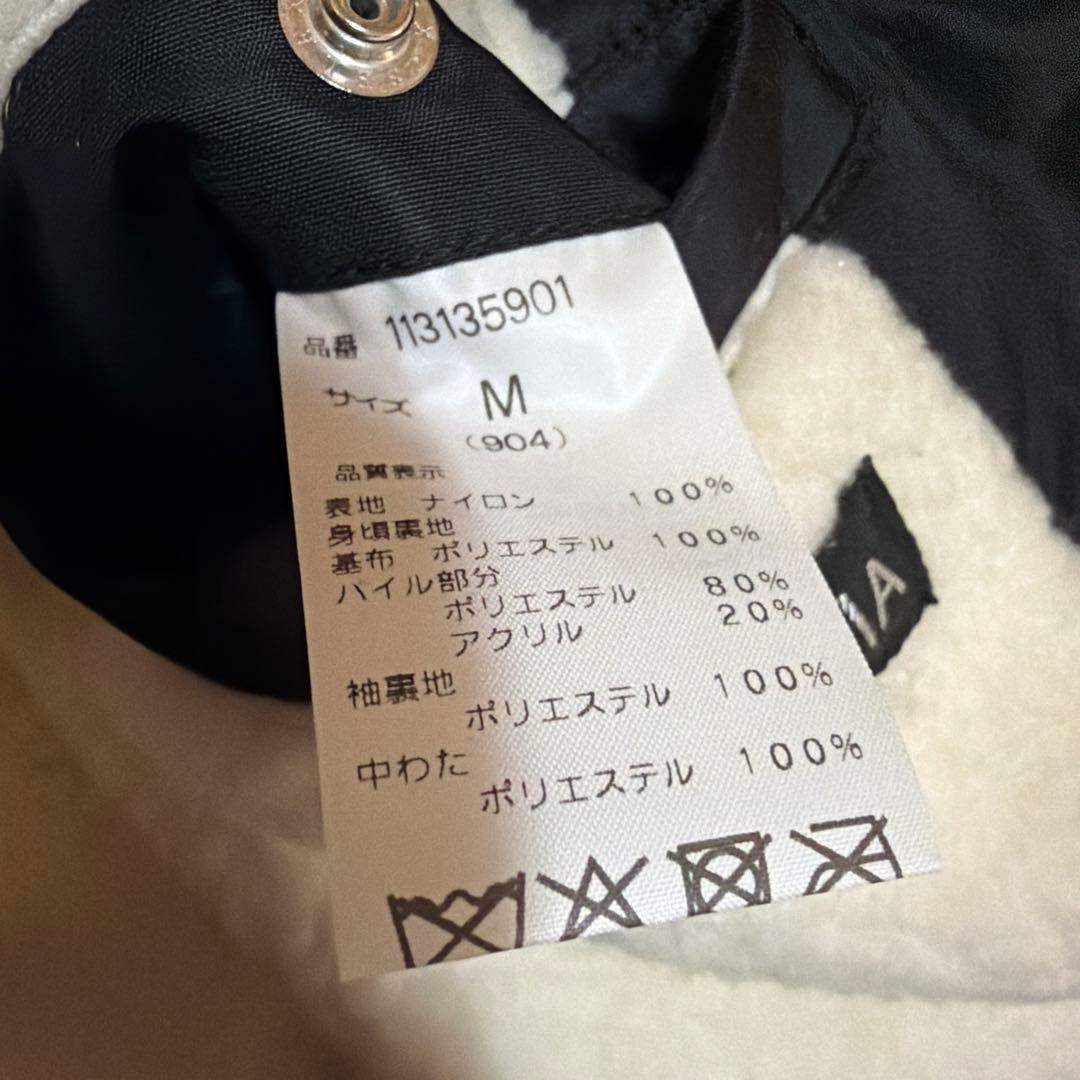 品番 113135901
サイズ M
(904)
品質表示
表地 ナイロン 100%
身頃裏地
基布 ポリエステル 100%
パイル部分
ポリエステル 80%
アクリル 20%
袖裏地
ポリエステル 100%
中わた
ポリエステル 100%